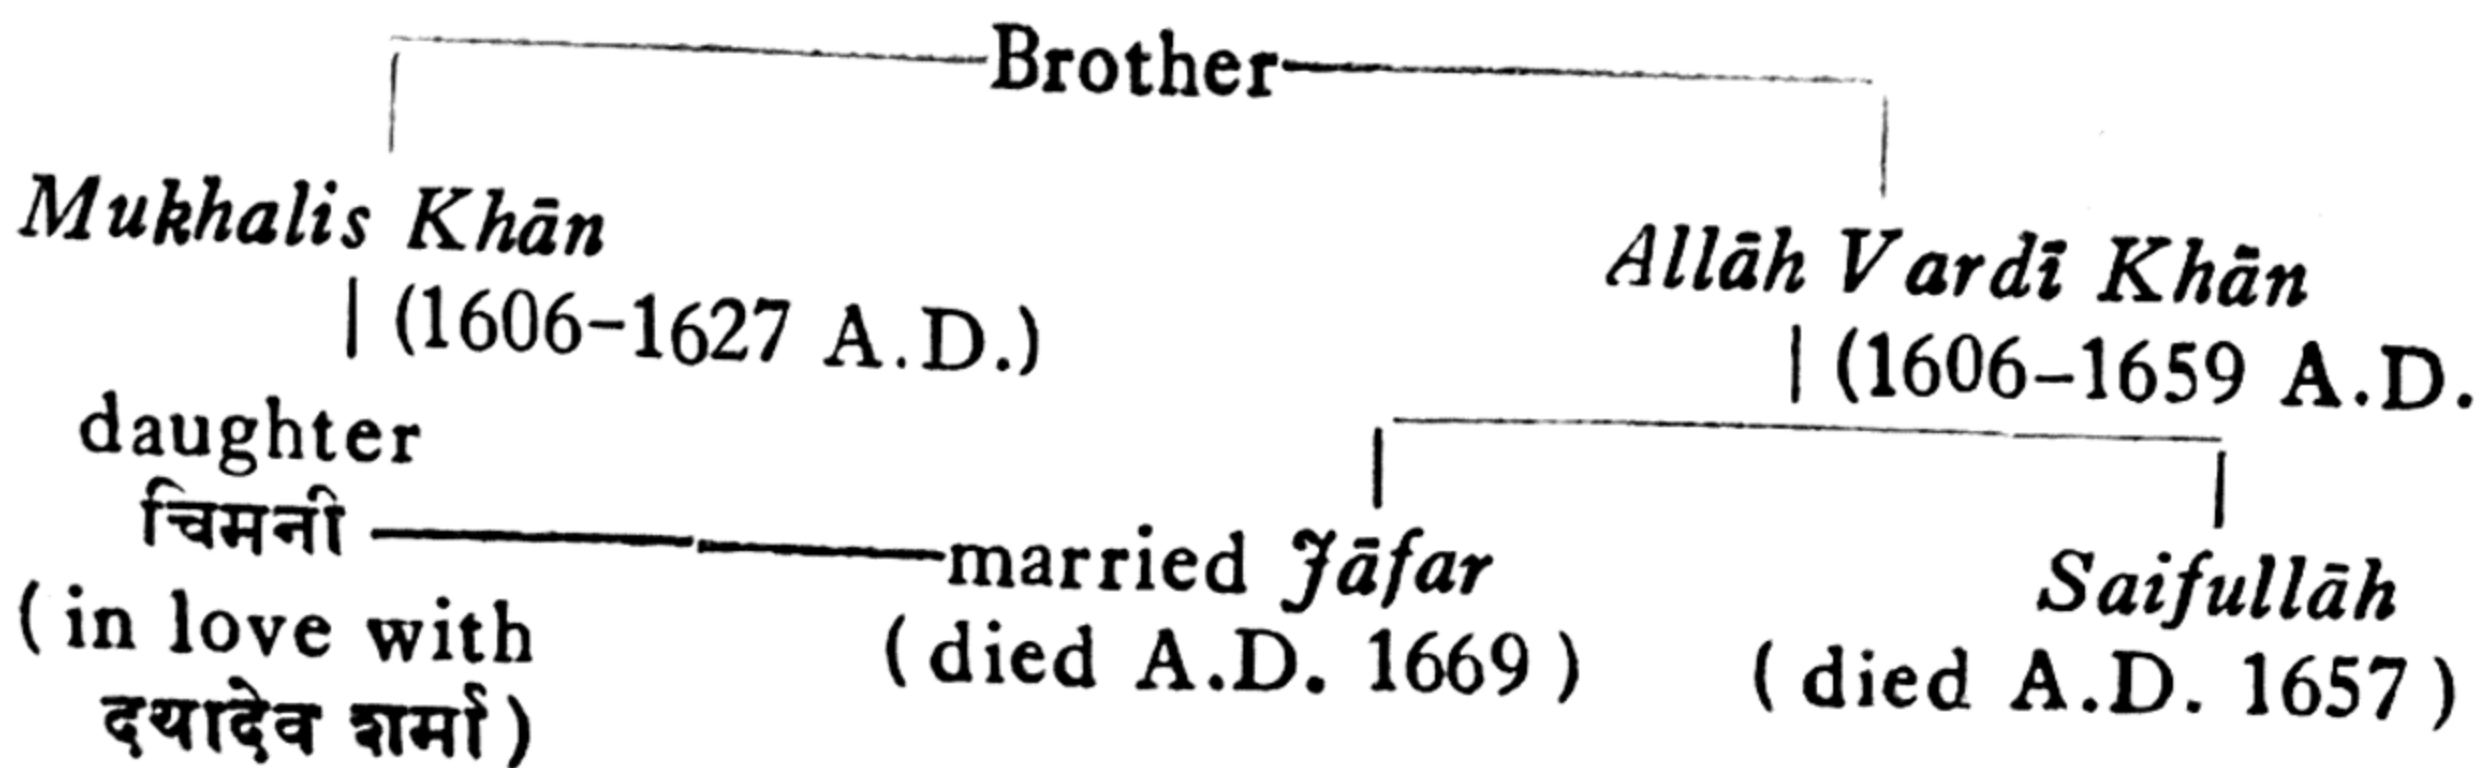 Brother
Mukhalis Khān
Allāh Vardī Khān
(1606-1627 A.D.)
(1606-1659 A.D.
daughter
चिमनी
married Jāfar
Saifullāh
(in love with
(died A.D. 1669)
(died A.D. 1657)
दयादेव शर्मा)